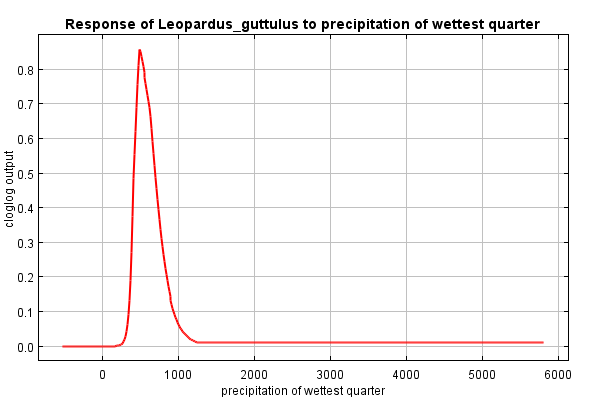 Response of Leopardus_guttulus to precipitation of wettest quarter
cloglog output
0.8
0.7
0.6
0.5
0.4
0.3
0.2
0.1
0.0
0 1000 2000 3000 4000 5000 6000
precipitation of wettest quarter